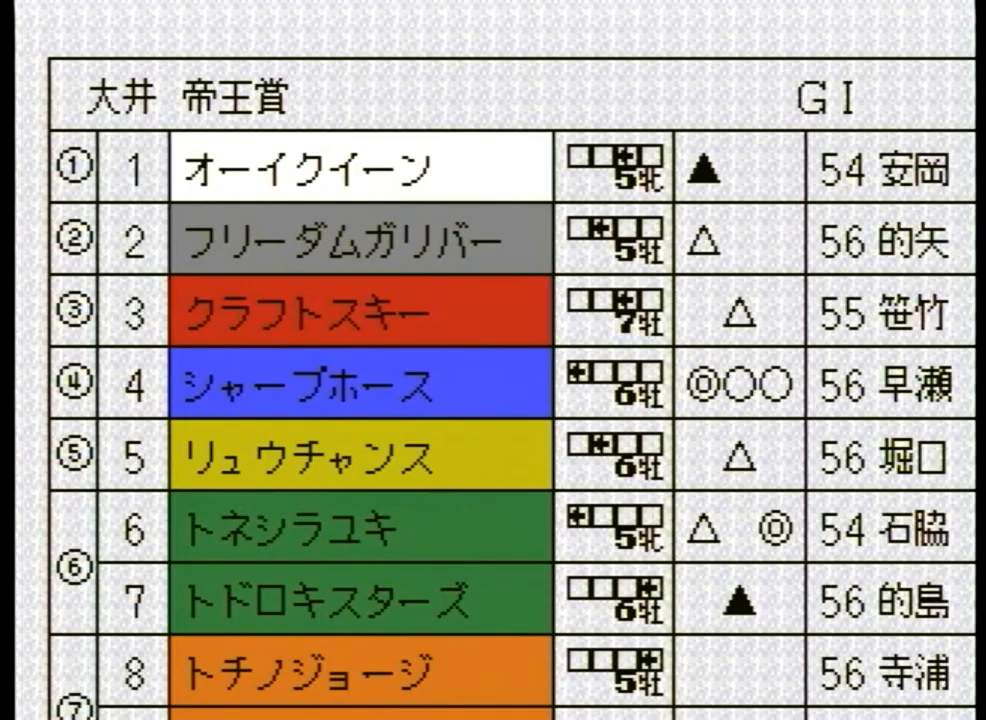 大井 帝王賞 GI
① 1 オーイクイーン 5牝 ▲ 54 安岡
② 2 フリーダムガリバー 5牡 △ 56 的矢
③ 3 クラフトスキー 7牡 △ 55 笹竹
④ 4 シャープホース 6牡 ◎○○ 56 早瀬
⑤ 5 リュウチャンス 6牡 △ 56 堀口
⑥ 6 トネシラユキ 5牝 △ ◎ 54 石脇
7 トドロキスターズ 6牡 ▲ 56 的島
⑦ 8 トチノジョージ 5牡 56 寺浦